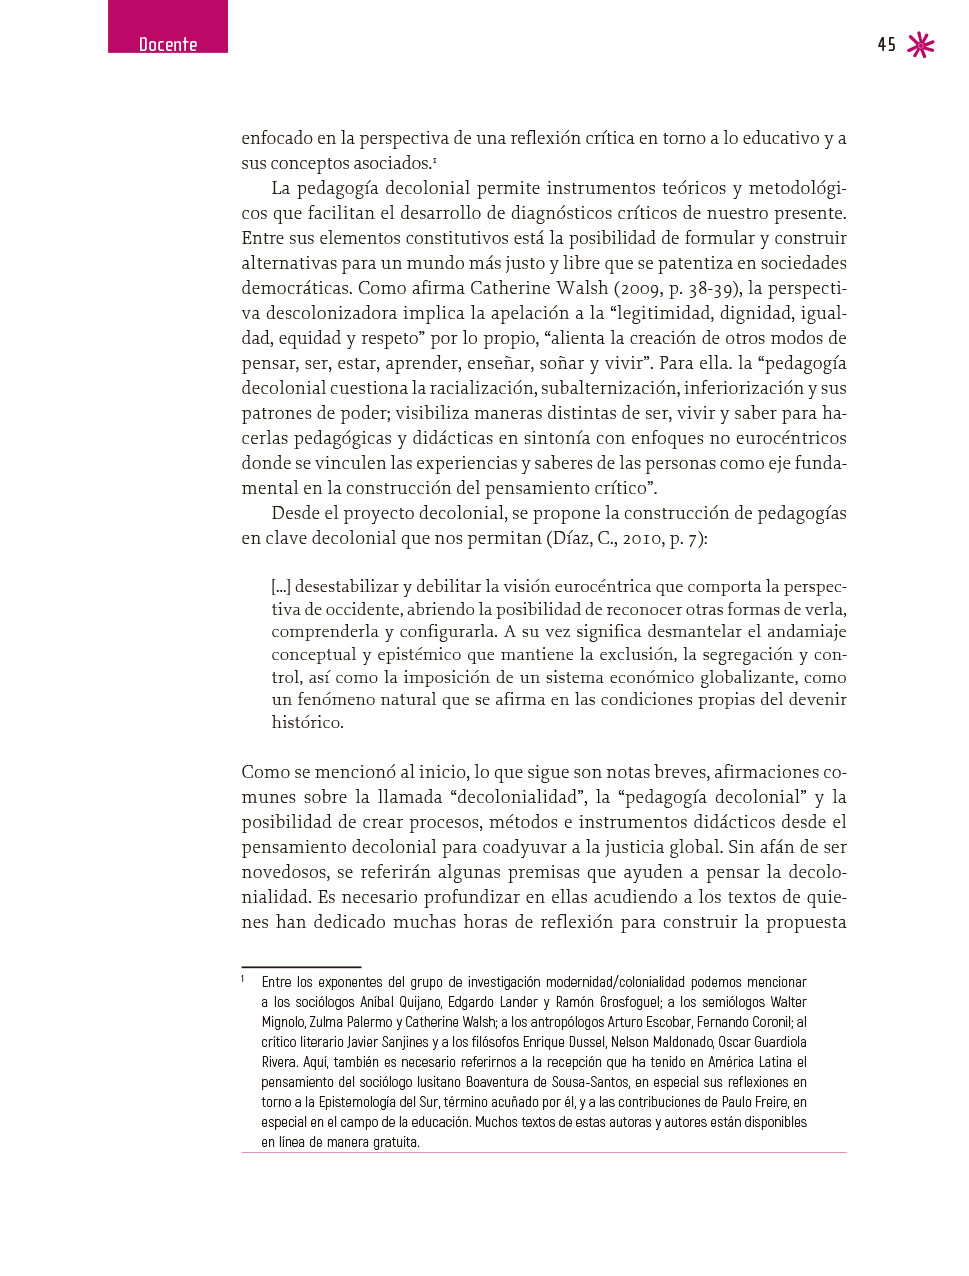 Docente
45
enfocado en la perspectiva de una reflexión crítica en torno a lo educativo y a
sus conceptos asociados.1
La pedagogía decolonial permite instrumentos teóricos y metodológi-
cos que facilitan el desarrollo de diagnósticos críticos de nuestro presente.
Entre sus elementos constitutivos está la posibilidad de formular y construir
alternativas para un mundo más justo y libre que se patentiza en sociedades
democráticas. Como afirma Catherine Walsh (2009, p. 38-39), la perspecti-
va descolonizadora implica la apelación a la “legitimidad, dignidad, igual-
dad, equidad y respeto” por lo propio, “alienta la creación de otros modos de
pensar, ser, estar, aprender, enseñar, soñar y vivir”. Para ella. la “pedagogía
decolonial cuestiona la racialización, subalternización, inferiorización y sus
patrones de poder; visibiliza maneras distintas de ser, vivir y saber para ha-
cerlas pedagógicas y didácticas en sintonía con enfoques no eurocéntricos
donde se vinculen las experiencias y saberes de las personas como eje funda-
mental en la construcción del pensamiento crítico”.
Desde el proyecto decolonial, se propone la construcción de pedagogías
en clave decolonial que nos permitan (Díaz, C., 2010, p. 7):
[...] desestabilizar y debilitar la visión eurocéntrica que comporta la perspec-
tiva de occidente, abriendo la posibilidad de reconocer otras formas de verla,
comprenderla y configurarla. A su vez significa desmantelar el andamiaje
conceptual y epistémico que mantiene la exclusión, la segregación y con-
trol, así como la imposición de un sistema económico globalizante, como
un fenómeno natural que se afirma en las condiciones propias del devenir
histórico.
Como se mencionó al inicio, lo que sigue son notas breves, afirmaciones co-
munes sobre la llamada “decolonialidad”, la “pedagogía decolonial” y la
posibilidad de crear procesos, métodos e instrumentos didácticos desde el
pensamiento decolonial para coadyuvar a la justicia global. Sin afán de ser
novedosos, se referirán algunas premisas que ayuden a pensar la decolo-
nialidad. Es necesario profundizar en ellas acudiendo a los textos de quie-
nes han dedicado muchas horas de reflexión para construir la propuesta
1 Entre los exponentes del grupo de investigación modernidad/colonialidad podemos mencionar
a los sociólogos Aníbal Quijano, Edgardo Lander y Ramón Grosfoguel; a los semiólogos Walter
Mignolo, Zulma Palermo y Catherine Walsh; a los antropólogos Arturo Escobar, Fernando Coronil; al
crítico literario Javier Sanjines y a los filósofos Enrique Dussel, Nelson Maldonado, Oscar Guardiola
Rivera. Aquí, también es necesario referirnos a la recepción que ha tenido en América Latina el
pensamiento del sociólogo lusitano Boaventura de Sousa-Santos, en especial sus reflexiones en
torno a la Epistemología del Sur, término acuñado por él, y a las contribuciones de Paulo Freire, en
especial en el campo de la educación. Muchos textos de estas autoras y autores están disponibles
en línea de manera gratuita.